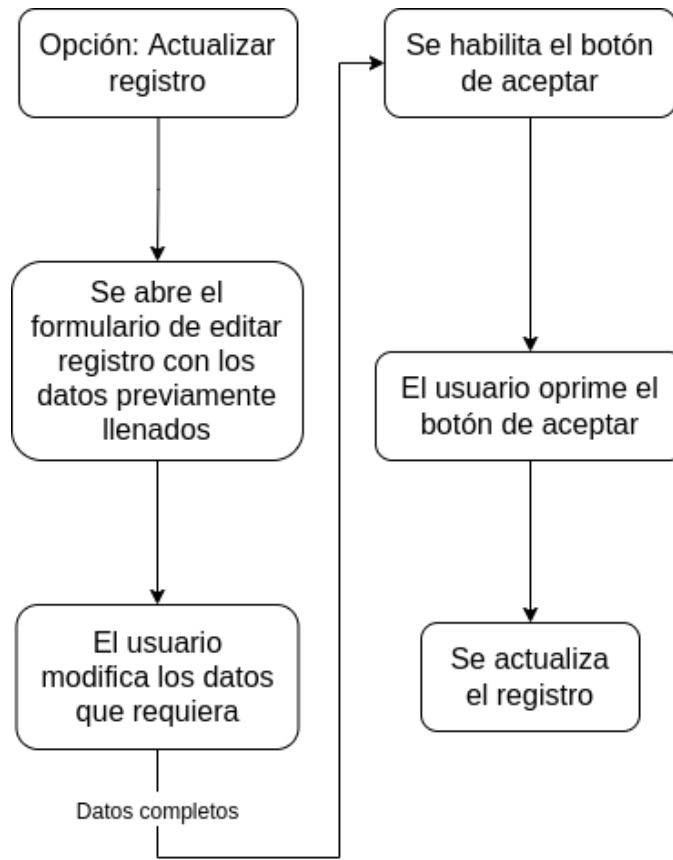 Opción: Actualizar
registro
Se abre el
formulario de editar
registro con los
datos previamente
llenados
El usuario
modifica los datos
que requiera
Datos completos
Se habilita el botón
de aceptar
El usuario oprime el
botón de aceptar
Se actualiza
el registro